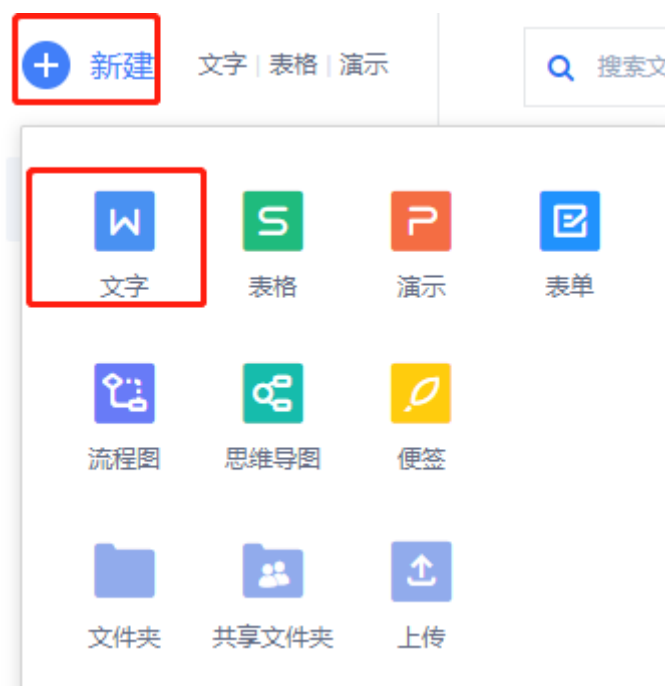 新建 文字 | 表格 | 演示 搜索文
文字 表格 演示 表单
流程图 思维导图 便签
文件夹 共享文件夹 上传